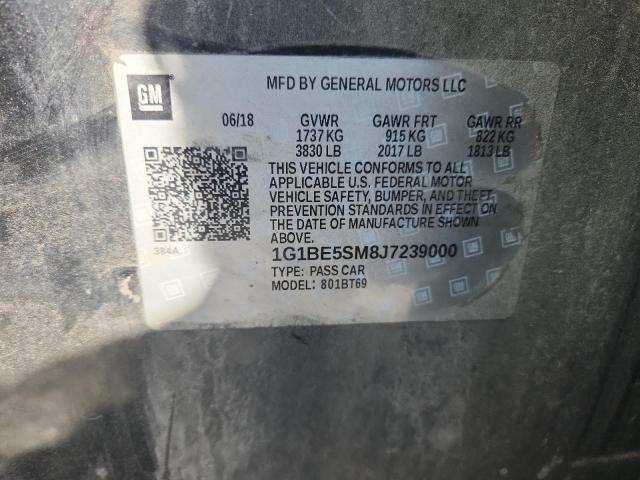 GM
MFD BY GENERAL MOTORS LLC
06/18 GVWR GAWR FRT GAWR RR
1737 KG 915 KG 822 KG
3830 LB 2017 LB 1813 LB
THIS VEHICLE CONFORMS TO ALL
APPLICABLE U.S. FEDERAL MOTOR
VEHICLE SAFETY, BUMPER, AND THEFT
PREVENTION STANDARDS IN EFFECT ON
THE DATE OF MANUFACTURE SHOWN
ABOVE.
384A
1G1BE5SM8J7239000
TYPE: PASS CAR
MODEL: 801BT69